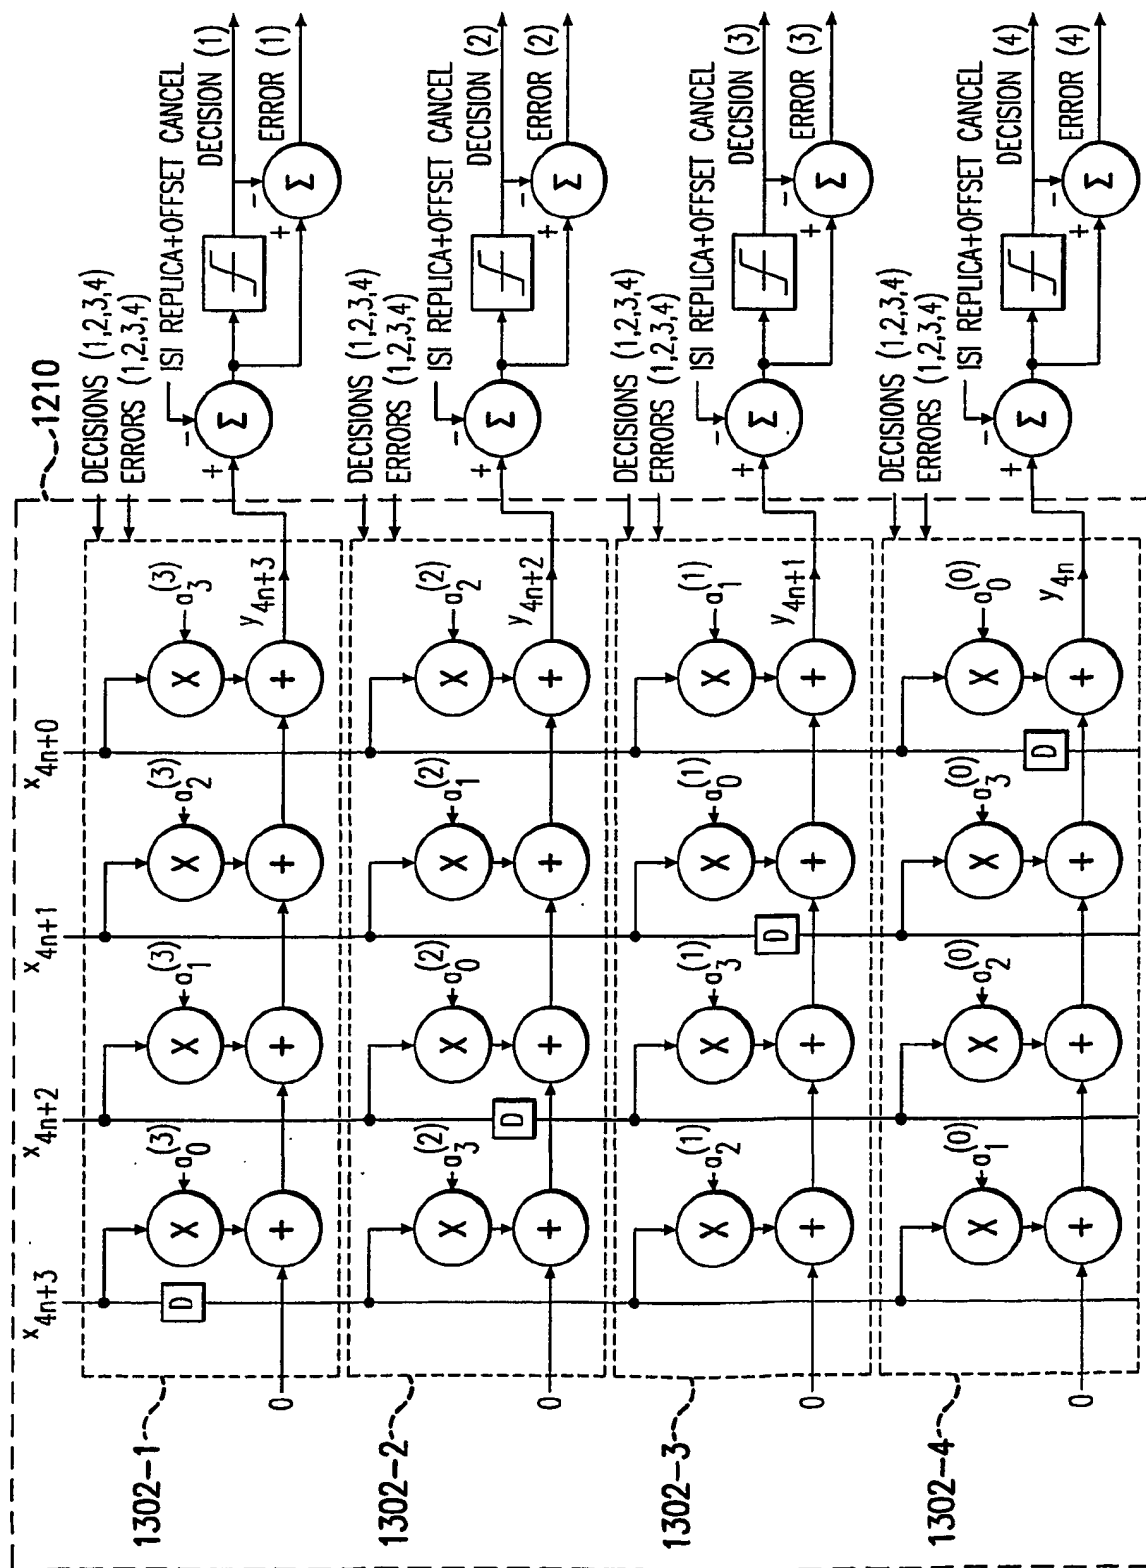 1210
x4n+3
x4n+2
x4n+1
x4n+0
1302-1
0
D
X
a0(3)
+
X
a1(3)
+
X
a2(3)
+
X
a3(3)
+
y4n+3
DECISIONS (1,2,3,4)
ERRORS (1,2,3,4)
ISI REPLICA+OFFSET CANCEL
-
+
Σ
-
+
Σ
DECISION (1)
ERROR (1)
1302-2
0
X
a3(2)
+
D
X
a0(2)
+
X
a1(2)
+
X
a2(2)
+
y4n+2
DECISIONS (1,2,3,4)
ERRORS (1,2,3,4)
ISI REPLICA+OFFSET CANCEL
-
+
Σ
-
+
Σ
DECISION (2)
ERROR (2)
1302-3
0
X
a2(1)
+
X
a3(1)
+
D
X
a0(1)
+
X
a1(1)
+
y4n+1
DECISIONS (1,2,3,4)
ERRORS (1,2,3,4)
ISI REPLICA+OFFSET CANCEL
-
+
Σ
-
+
Σ
DECISION (3)
ERROR (3)
1302-4
0
X
a1(0)
+
X
a2(0)
+
X
a3(0)
+
D
X
a0(0)
+
y4n
DECISIONS (1,2,3,4)
ERRORS (1,2,3,4)
ISI REPLICA+OFFSET CANCEL
-
+
Σ
-
+
Σ
DECISION (4)
ERROR (4)